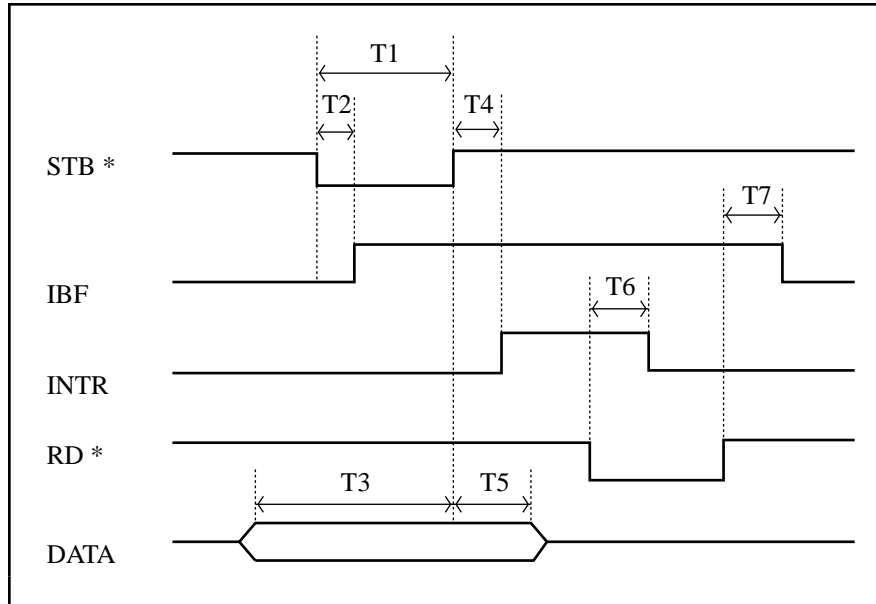 T1
T2
T4
STB *
T7
IBF
T6
INTR
RD *
T3
T5
DATA